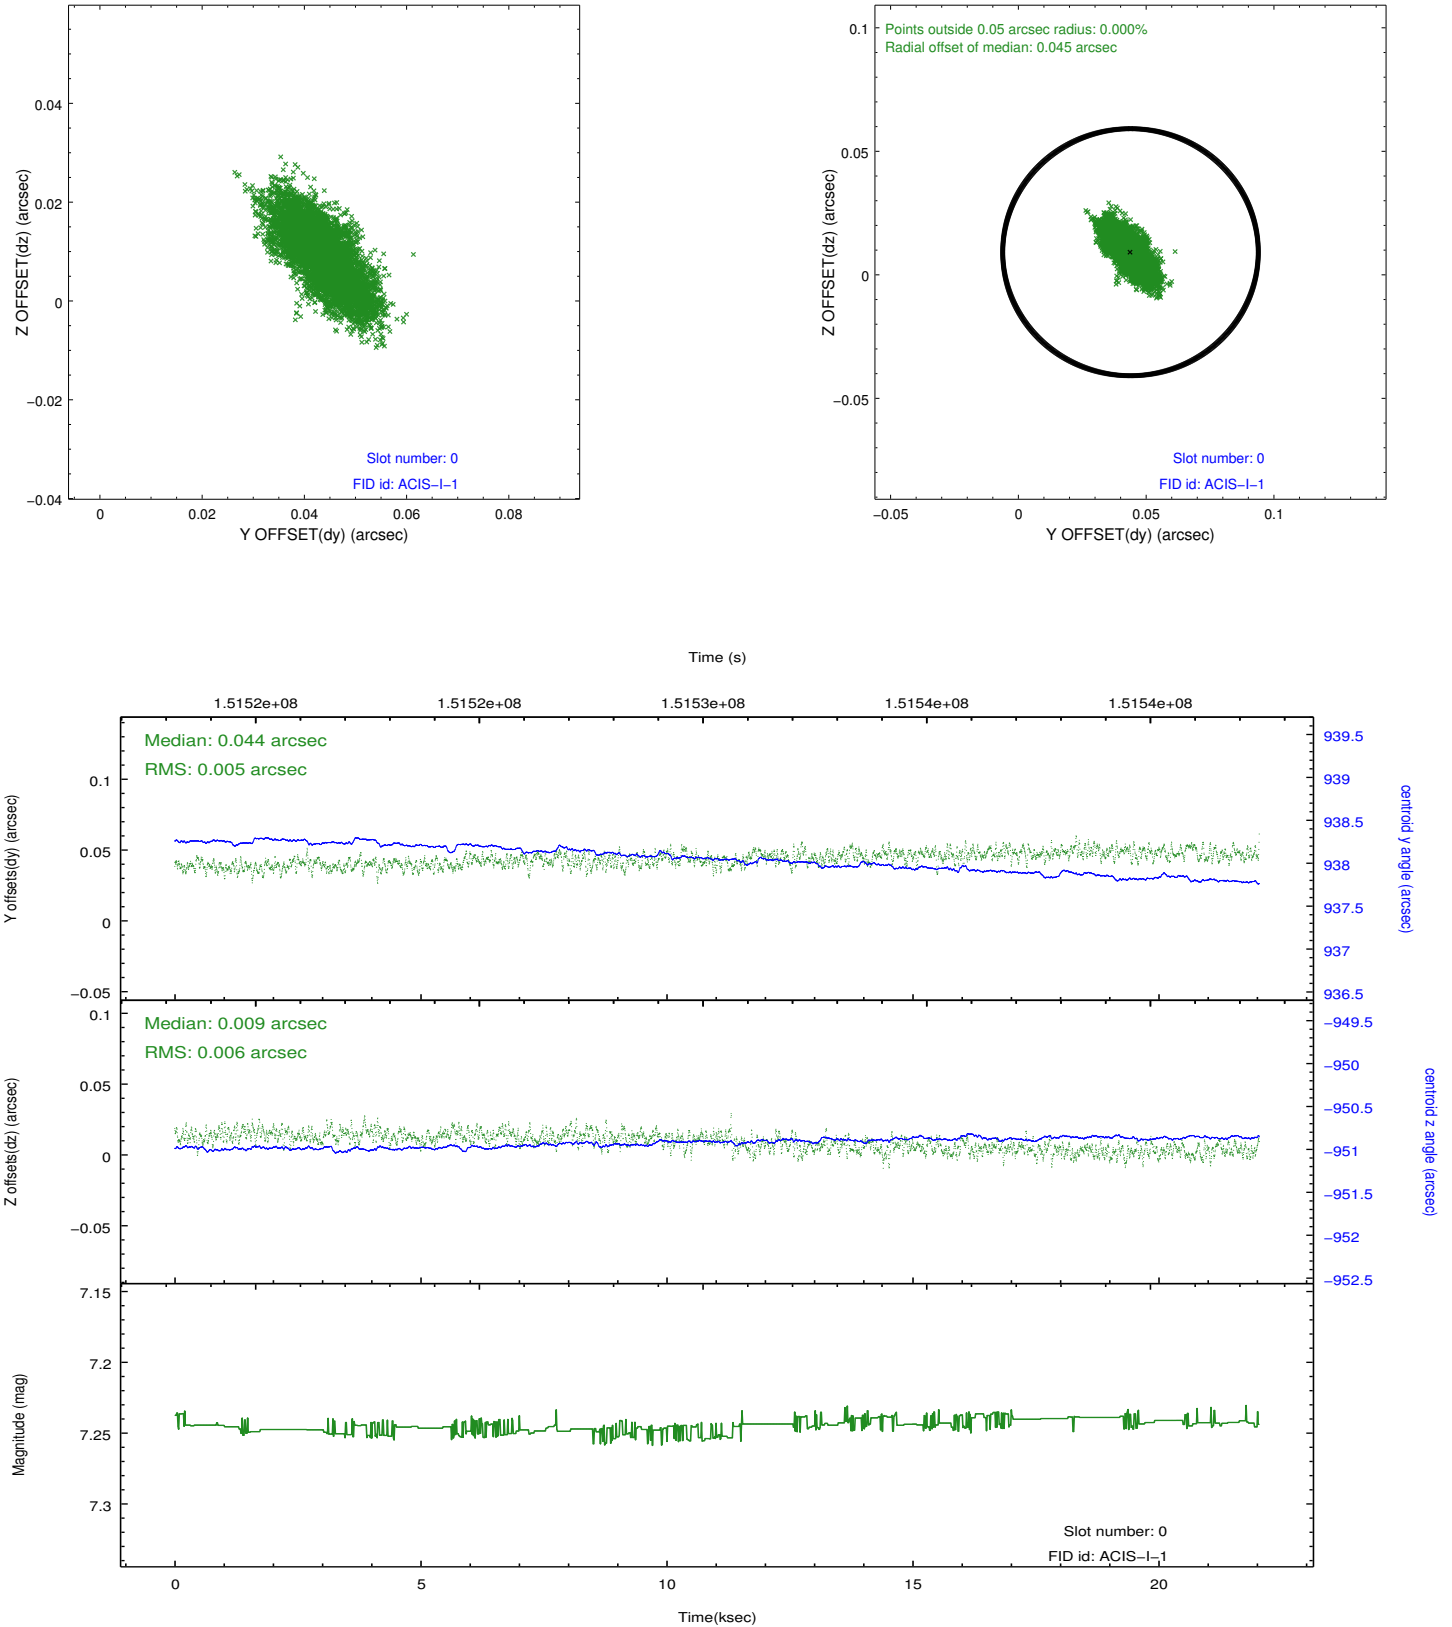 0.04
0.02
0
−0.02
−0.04
Z OFFSET(dz) (arcsec)
Slot number: 0
FID id: ACIS−I−1
0
0.02
0.04
0.06
0.08
Y OFFSET(dy) (arcsec)
Points outside 0.05 arcsec radius: 0.000%
Radial offset of median: 0.045 arcsec
0.1
0.05
0
−0.05
Z OFFSET(dz) (arcsec)
Slot number: 0
FID id: ACIS−I−1
−0.05
0
0.05
0.1
Y OFFSET(dy) (arcsec)
Time (s)
1.5152e+08
1.5152e+08
1.5153e+08
1.5154e+08
1.5154e+08
Median: 0.044 arcsec
RMS: 0.005 arcsec
0.1
0.05
0
−0.05
Y offsets(dy) (arcsec)
939.5
939
938.5
938
937.5
937
936.5
centroid y angle (arcsec)
Median: 0.009 arcsec
RMS: 0.006 arcsec
0.1
0.05
0
−0.05
Z offsets(dz) (arcsec)
−949.5
−950
−950.5
−951
−951.5
−952
−952.5
centroid z angle (arcsec)
7.15
7.2
7.25
7.3
Magnitude (mag)
Slot number: 0
FID id: ACIS−I−1
0
5
10
15
20
Time(ksec)